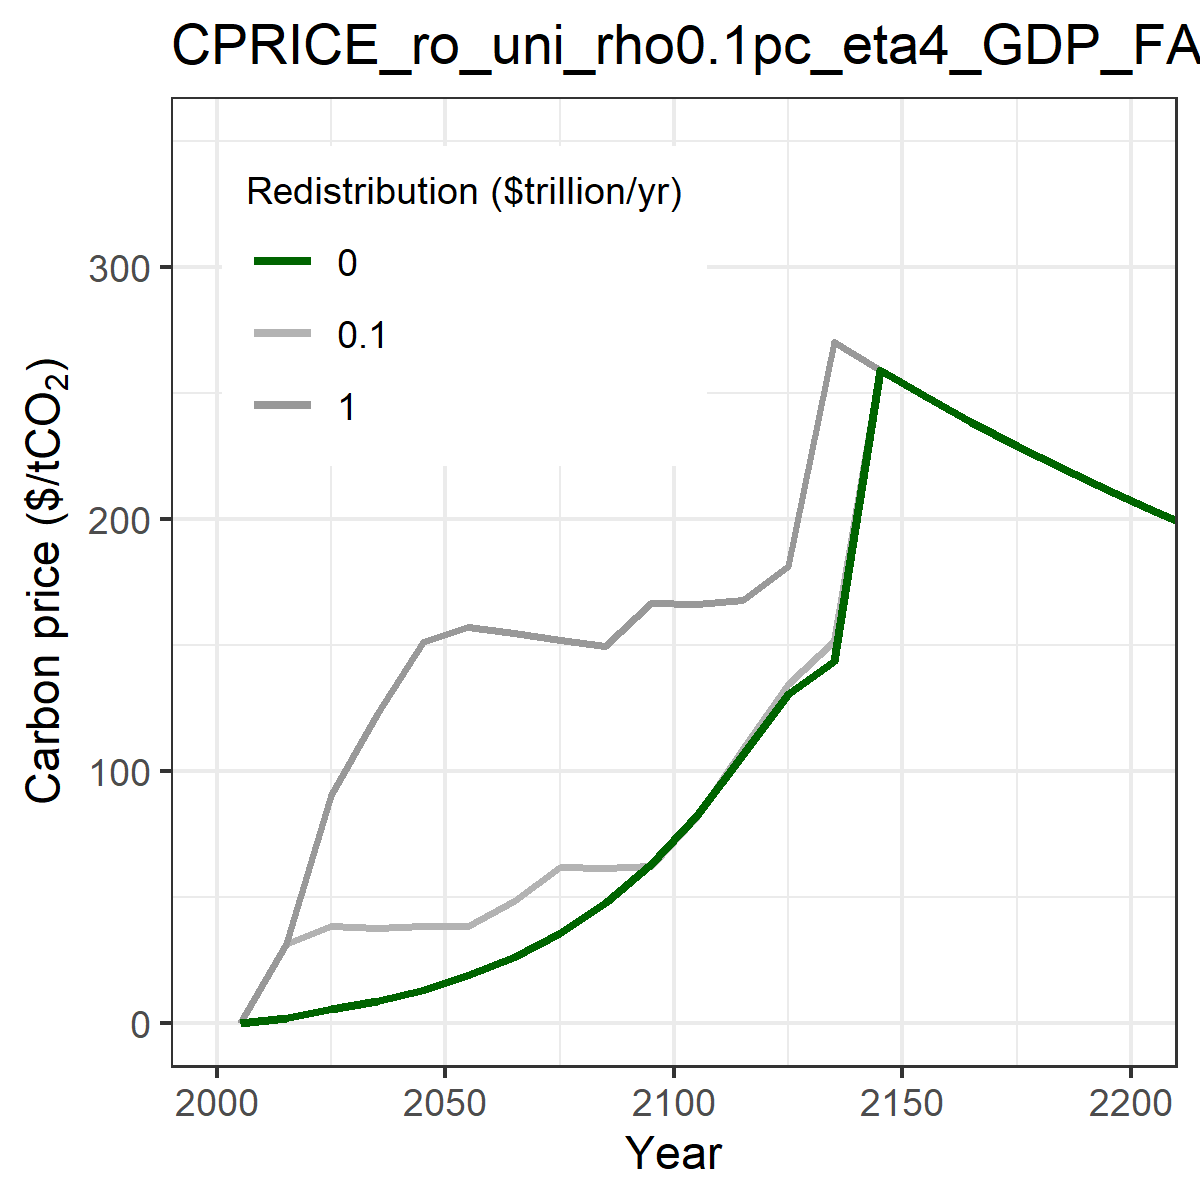 CPRICE_ro_uni_rho0.1pc_eta4_GDP_FA
Redistribution ($trillion/yr)
0
0.1
1
Carbon price ($/tCO₂)
300
200
100
0
2000 2050 2100 2150 2200
Year